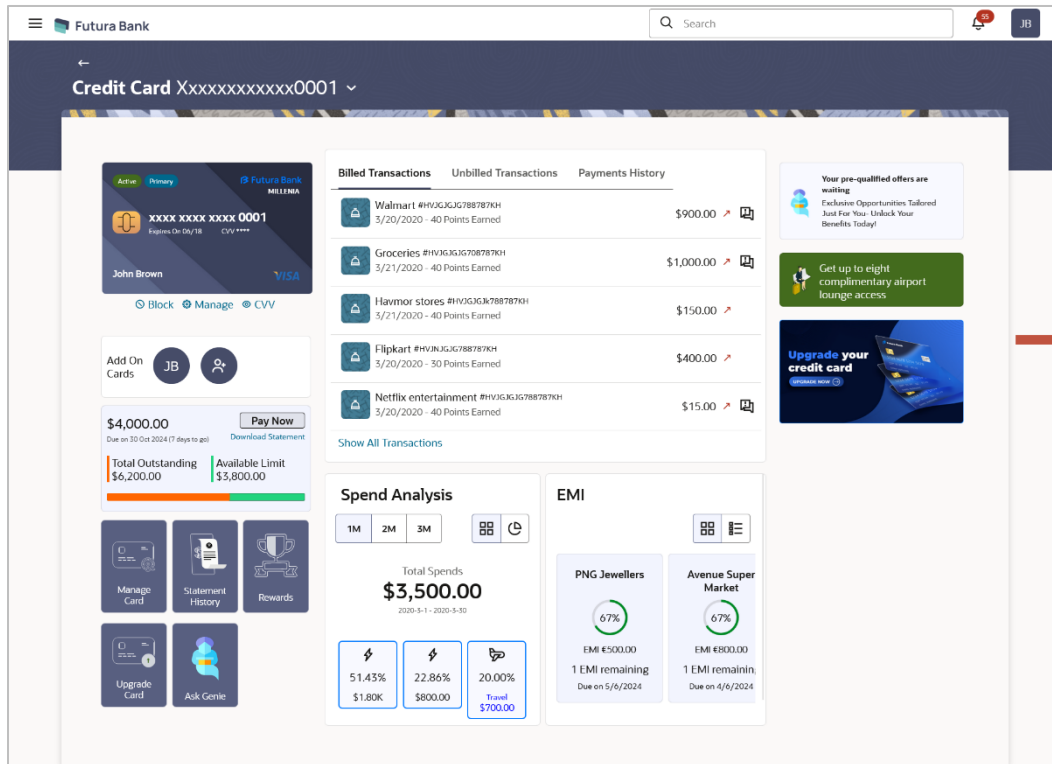 Futura Bank
Search
55
JB
Credit Card Xxxxxxxxxxxx0001
Active Primary Futura Bank
MILLENIA
xxxx xxxx xxxx 0001
Expires On 06/18 CVV ****
John Brown VISA
Block Manage CVV
Add On
Cards
JB
$4,000.00 Pay Now
Due on 30 Oct 2024 (7 days to go) Download Statement
Total Outstanding Available Limit
$6,200.00 $3,800.00
Manage
Card
Statement
History
Rewards
Upgrade
Card
Ask Genie
Billed Transactions Unbilled Transactions Payments History
Walmart #HVJGJGJG788787KH
3/20/2020 - 40 Points Earned
$900.00
Groceries #HVJGJGJG708787KH
3/21/2020 - 40 Points Earned
$1,000.00
Havmor stores #HVJGJGJk788787KH
3/21/2020 - 40 Points Earned
$150.00
Flipkart #HVJNJGJG788787KH
3/20/2020 - 30 Points Earned
$400.00
Netflix entertainment #HVJGJGJG788787KH
3/20/2020 - 40 Points Earned
$15.00
Show All Transactions
Spend Analysis
1M 2M 3M
Total Spends
$3,500.00
2020-3-1 - 2020-3-30
51.43%
$1.80K
22.86%
$800.00
20.00%
Travel
$700.00
EMI
PNG Jewellers
67%
EMI €500.00
1 EMI remaining
Due on 5/6/2024
Avenue Super
Market
67%
EMI €800.00
1 EMI remainin
Due on 4/6/2024
Your pre-qualified offers are
waiting
Exclusive Opportunities Tailored
Just For You- Unlock Your
Benefits Today!
Get up to eight
complimentary airport
lounge access
Upgrade your
credit card
UPGRADE NOW